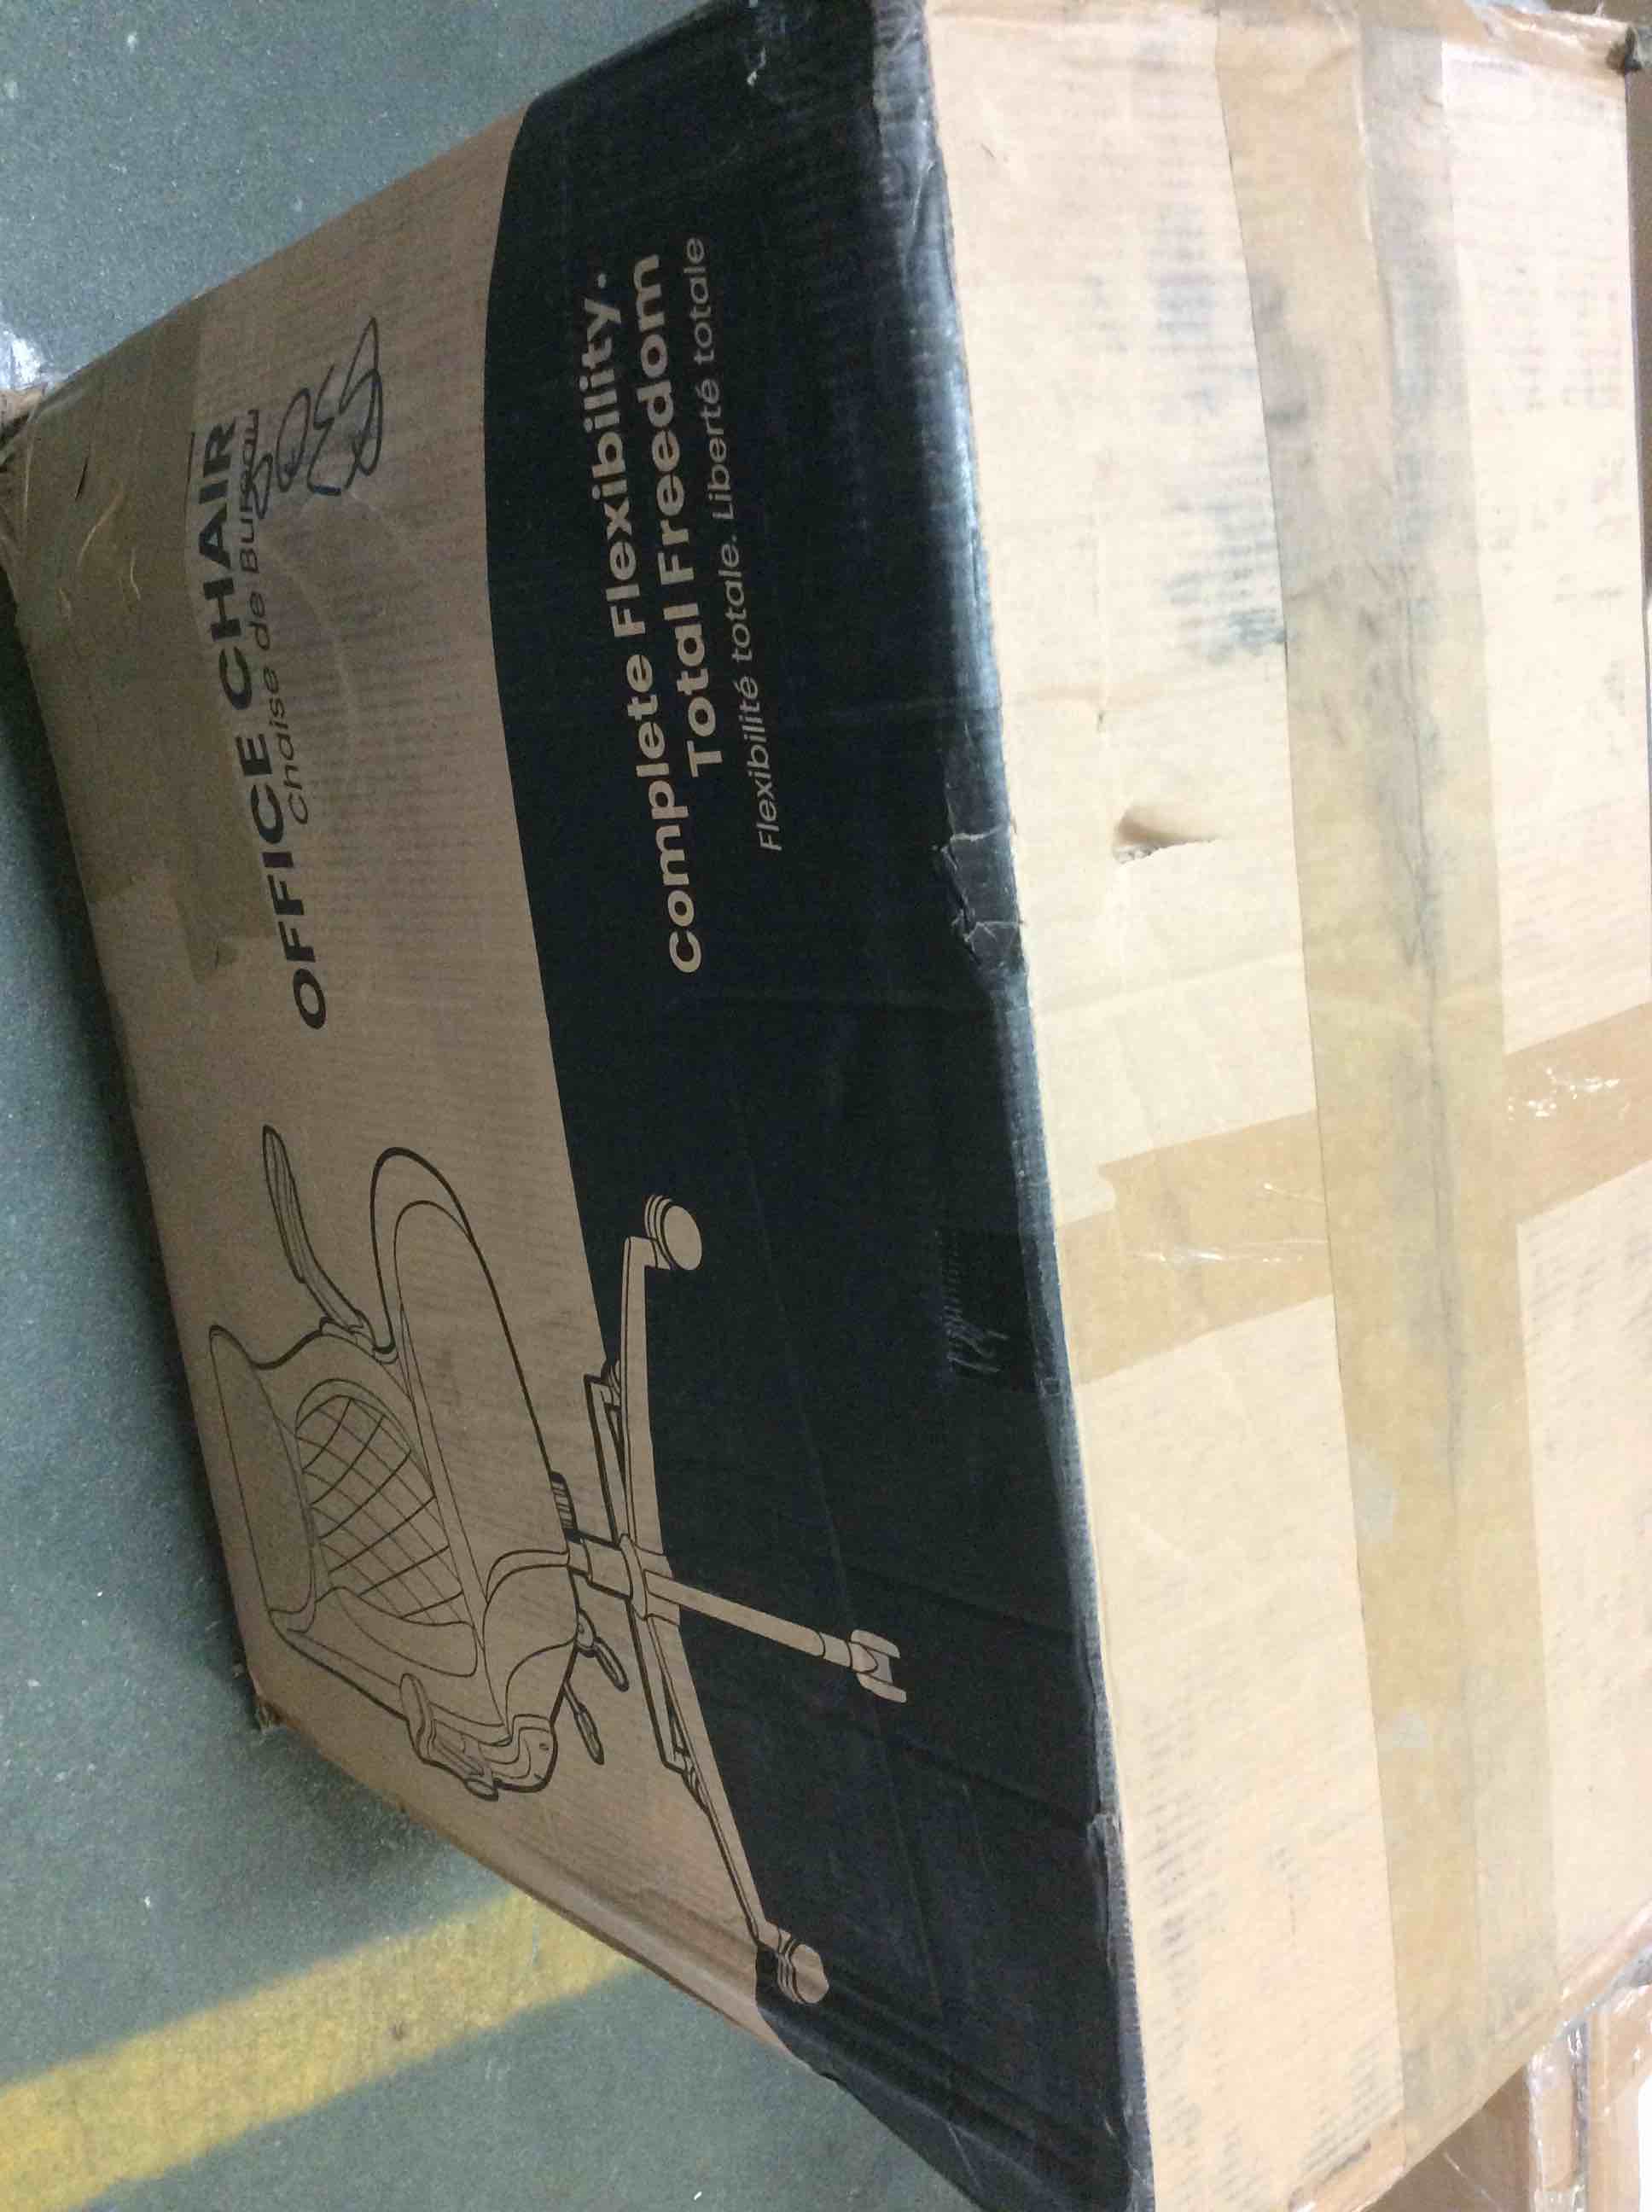 OFFICE CHAIR
Chaise de Bureau
Complete Flexibility.
Total Freedom
Flexibilité totale. Liberté totale